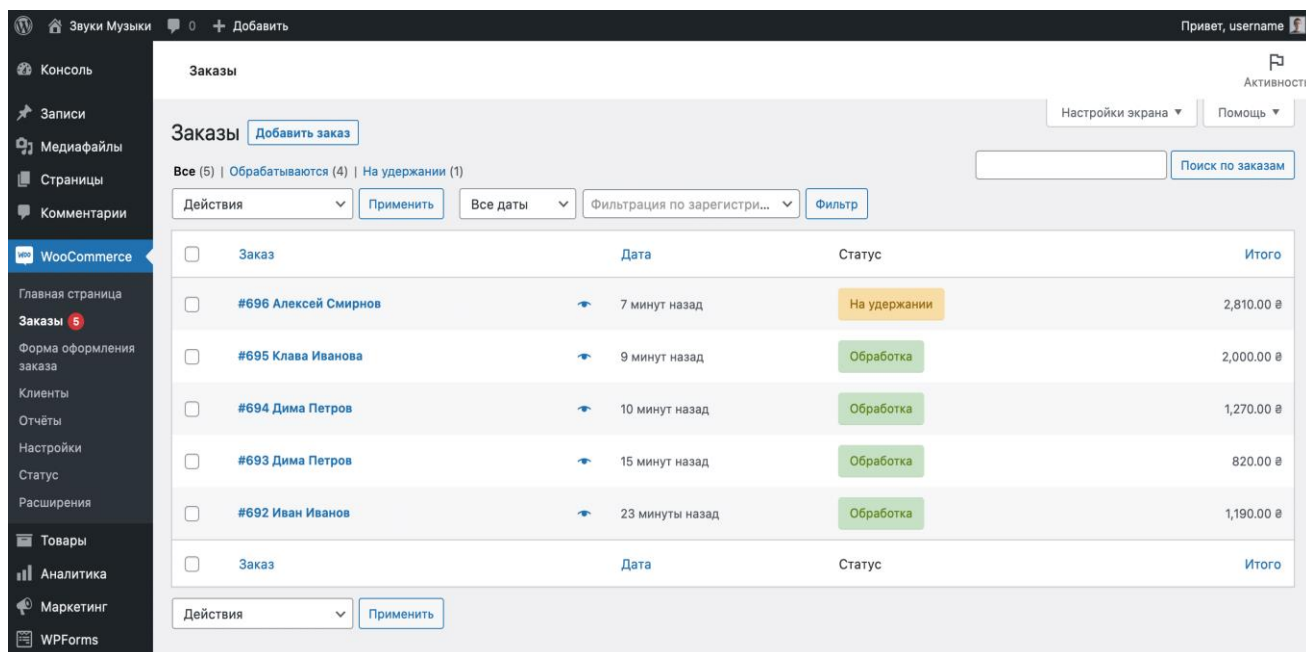 Звуки Музыки 0 + Добавить Привет, username
Консоль
Записи
Медиафайлы
Страницы
Комментарии
WooCommerce
Главная страница
Заказы 5
Форма оформления
заказа
Клиенты
Отчёты
Настройки
Статус
Расширения
Товары
Аналитика
Маркетинг
WPForms
Заказы
Активность
Настройки экрана Помощь
Заказы Добавить заказ
Все (5) | Обрабатываются (4) | На удержании (1)
Поиск по заказам
Действия Применить Все даты Фильтрация по зарегистри... Фильтр
Заказ Дата Статус Итого
#696 Алексей Смирнов 7 минут назад На удержании 2,810.00 ₴
#695 Клава Иванова 9 минут назад Обработка 2,000.00 ₴
#694 Дима Петров 10 минут назад Обработка 1,270.00 ₴
#693 Дима Петров 15 минут назад Обработка 820.00 ₴
#692 Иван Иванов 23 минуты назад Обработка 1,190.00 ₴
Заказ Дата Статус Итого
Действия Применить